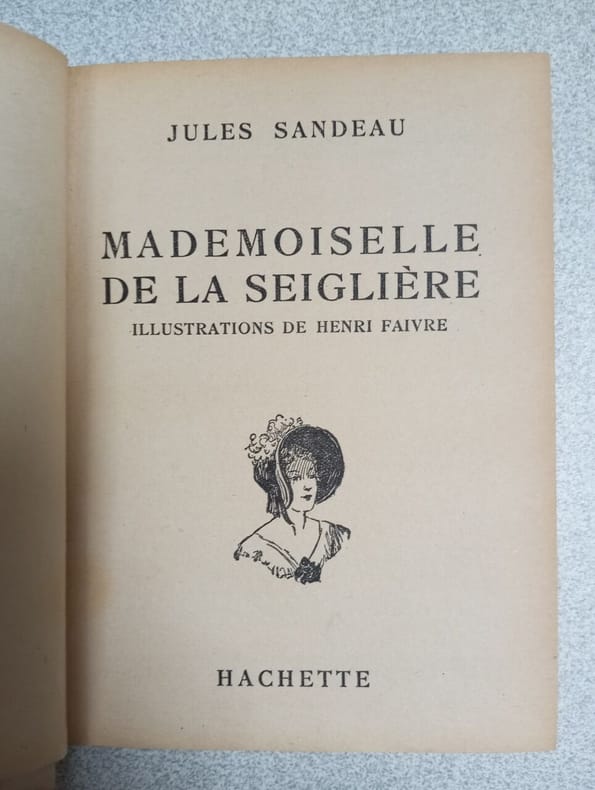 JULES SANDEAU
MADEMOISELLE
DE LA SEIGLIÈRE
ILLUSTRATIONS DE HENRI FAIVRE
HACHETTE